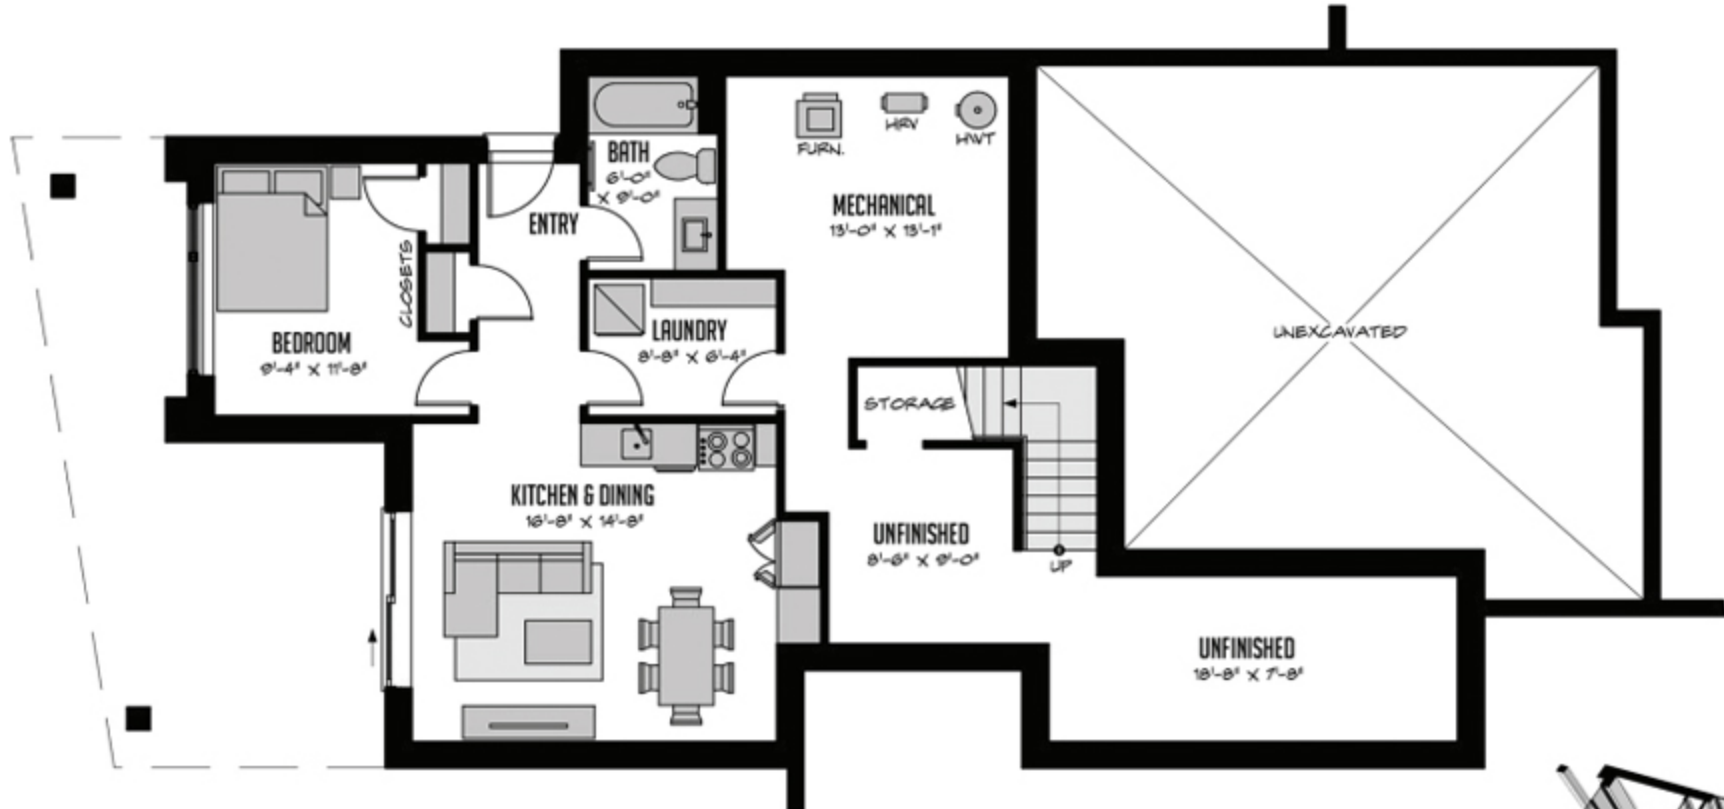 BATH
6'-0"
X 9'-0"
FURN.
HRV
HWT
MECHANICAL
13'-0" X 13'-1"
ENTRY
CLOSETS
BEDROOM
9'-4" X 11'-8"
LAUNDRY
8'-8" X 6'-4"
UNEXCAVATED
STORAGE
KITCHEN & DINING
16'-8" X 14'-8"
UNFINISHED
8'-6" X 9'-0"
UP
UNFINISHED
18'-8" X 7'-8"